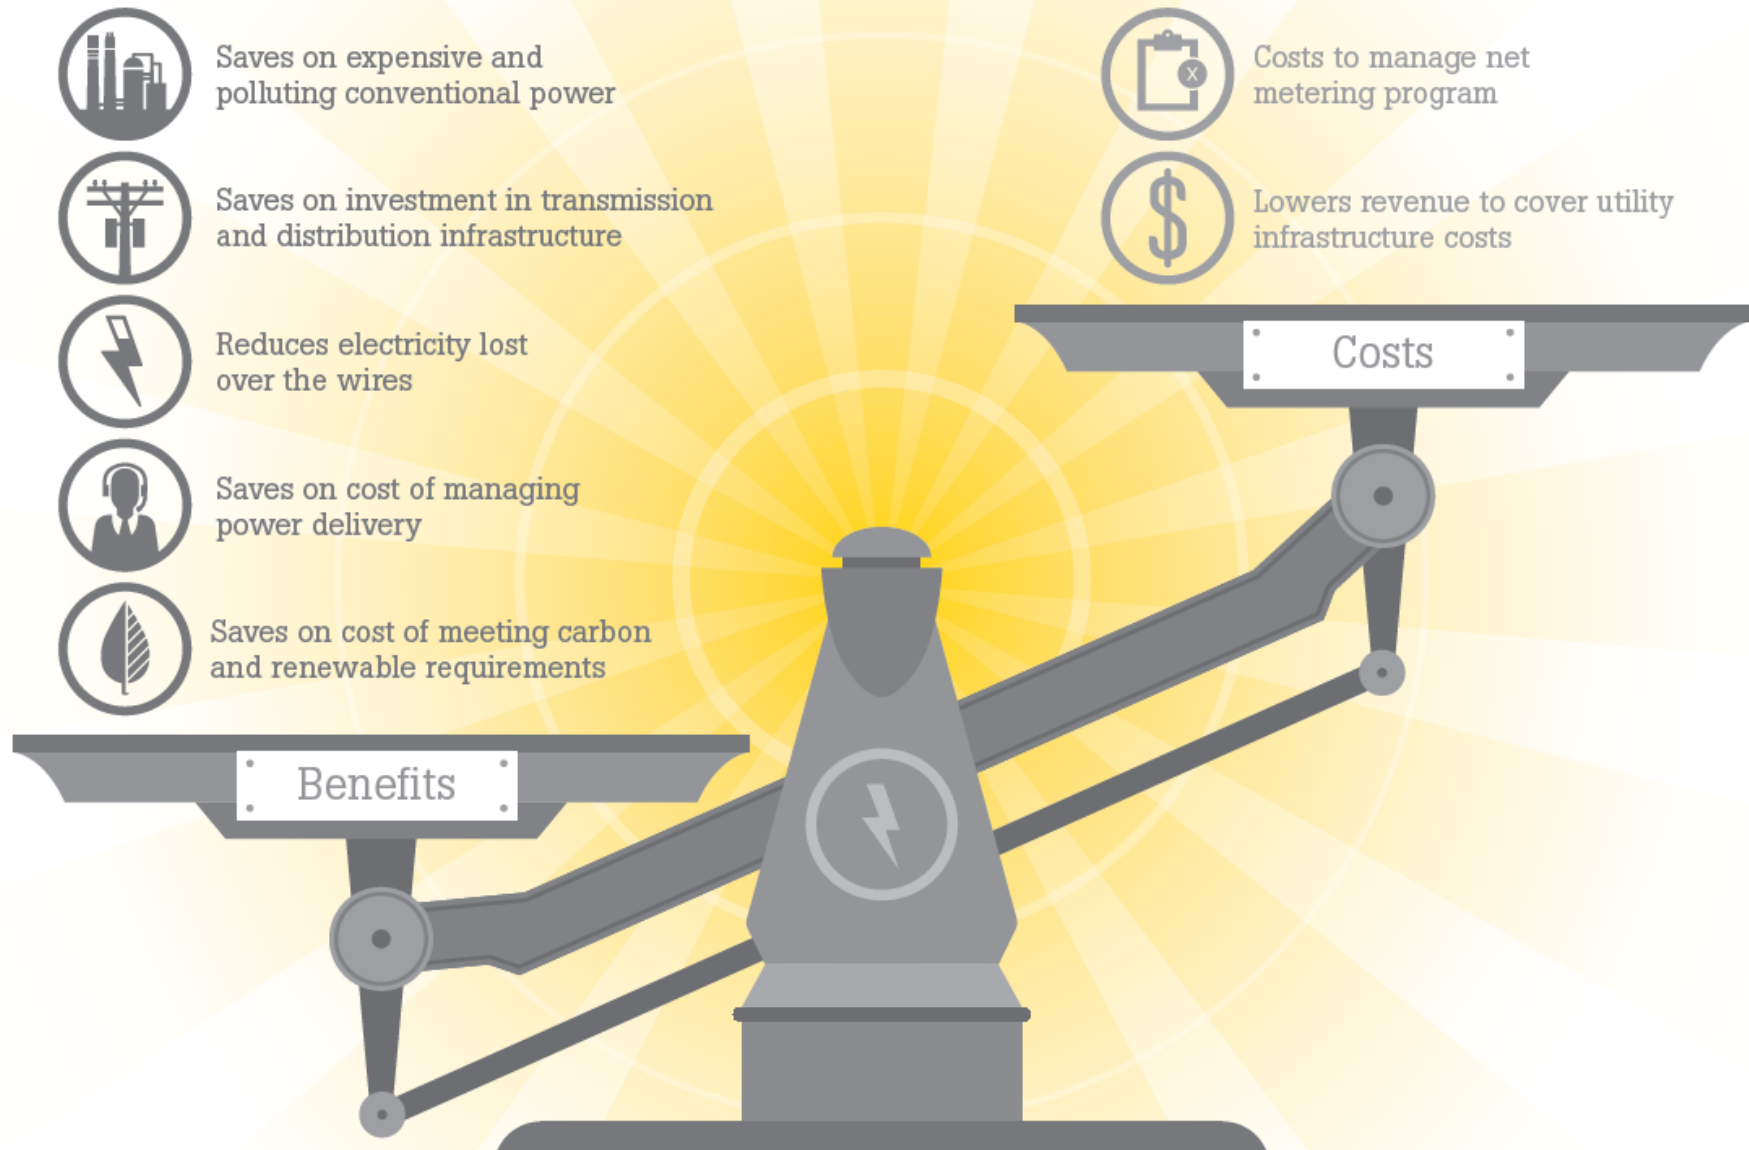 Saves on expensive and
polluting conventional power
Saves on investment in transmission
and distribution infrastructure
Reduces electricity lost
over the wires
Saves on cost of managing
power delivery
Saves on cost of meeting carbon
and renewable requirements
Benefits
X
Costs to manage net
metering program
$
Lowers revenue to cover utility
infrastructure costs
Costs